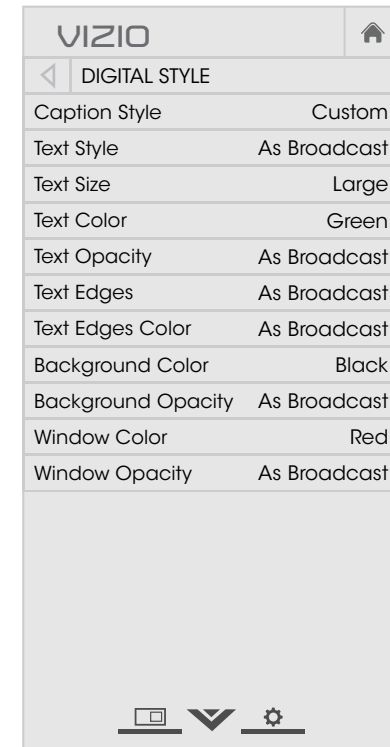 VIZIO
DIGITAL STYLE
Caption Style Custom
Text Style As Broadcast
Text Size Large
Text Color Green
Text Opacity As Broadcast
Text Edges As Broadcast
Text Edges Color As Broadcast
Background Color Black
Background Opacity As Broadcast
Window Color Red
Window Opacity As Broadcast